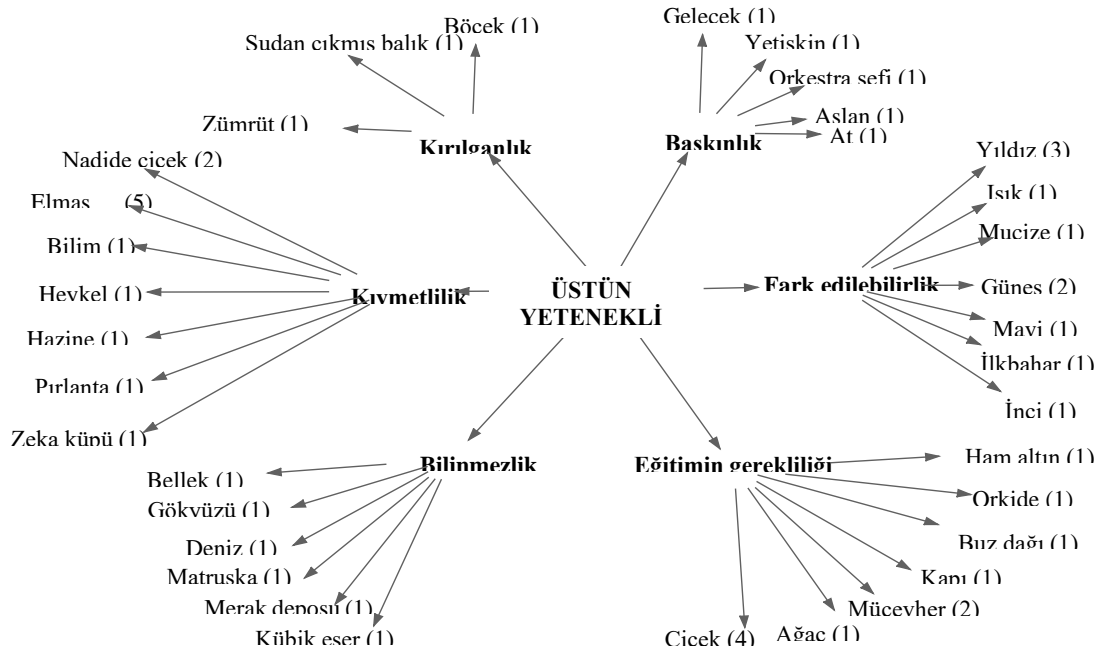 Böcek (1)
Sudan çıkmış balık (1)
Zümrüt (1)
Kırılganlık
Gelecek (1)
Yetişkin (1)
Orkestra şefi (1)
Aslan (1)
At (1)
Baskınlık
Nadide çiçek (2)
Elmas (5)
Bilim (1)
Heykel (1)
Hazine (1)
Pırlanta (1)
Zeka küpü (1)
Kıymetlilik
ÜSTÜN
YETENEKLİ
Fark edilebilirlik
Yıldız (3)
Işık (1)
Mucize (1)
Güneş (2)
Mavi (1)
İlkbahar (1)
İnci (1)
Bilinmezlik
Bellek (1)
Gökyüzü (1)
Deniz (1)
Matruşka (1)
Merak deposu (1)
Kübik eser (1)
Eğitimin gerekliliği
Ham altın (1)
Orkide (1)
Buz dağı (1)
Kapı (1)
Mücevher (2)
Ağaç (1)
Çiçek (4)